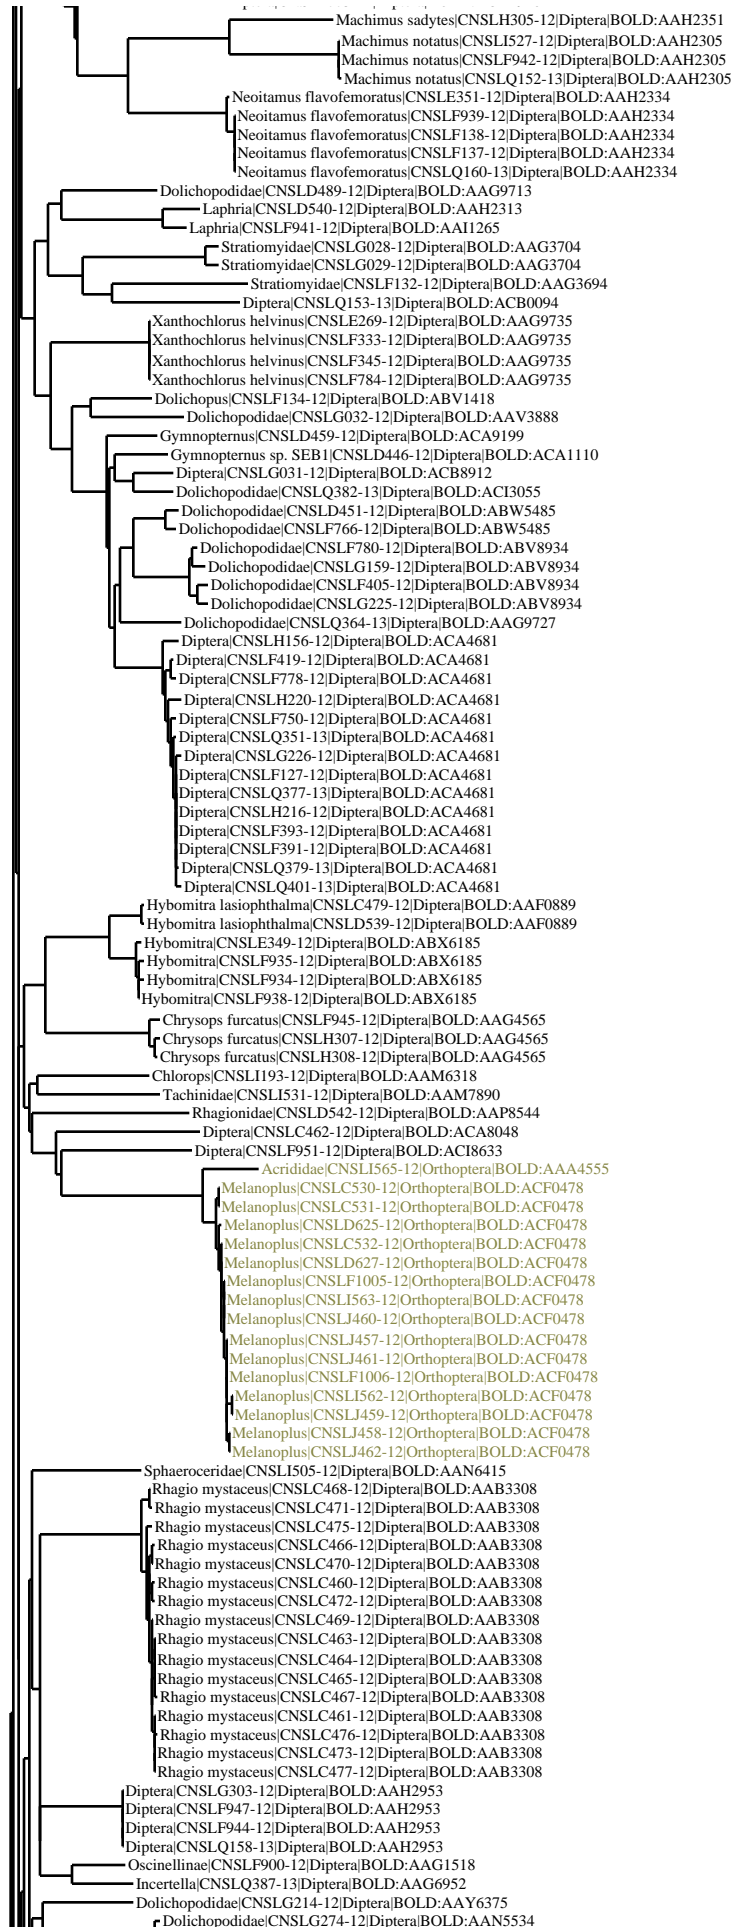 Machimus sadytes|CNSLH305-12|Diptera|BOLD:AAH2351
Machimus notatus|CNSLI527-12|Diptera|BOLD:AAH2305
Machimus notatus|CNSLF942-12|Diptera|BOLD:AAH2305
Machimus notatus|CNSLQ152-13|Diptera|BOLD:AAH2305
Neoitamus flavofemoratus|CNSLE351-12|Diptera|BOLD:AAH2334
Neoitamus flavofemoratus|CNSLF939-12|Diptera|BOLD:AAH2334
Neoitamus flavofemoratus|CNSLF138-12|Diptera|BOLD:AAH2334
Neoitamus flavofemoratus|CNSLF137-12|Diptera|BOLD:AAH2334
Neoitamus flavofemoratus|CNSLQ160-13|Diptera|BOLD:AAH2334
Dolichopodidae|CNSLD489-12|Diptera|BOLD:AAG9713
Laphria|CNSLD540-12|Diptera|BOLD:AAH2313
Laphria|CNSLF941-12|Diptera|BOLD:AAI1265
Stratiomyidae|CNSLG028-12|Diptera|BOLD:AAG3704
Stratiomyidae|CNSLG029-12|Diptera|BOLD:AAG3704
Stratiomyidae|CNSLF132-12|Diptera|BOLD:AAG3694
Diptera|CNSLQ153-13|Diptera|BOLD:ACB0094
Xanthochlorus helvinus|CNSLE269-12|Diptera|BOLD:AAG9735
Xanthochlorus helvinus|CNSLF333-12|Diptera|BOLD:AAG9735
Xanthochlorus helvinus|CNSLF345-12|Diptera|BOLD:AAG9735
Xanthochlorus helvinus|CNSLF784-12|Diptera|BOLD:AAG9735
Dolichopus|CNSLF134-12|Diptera|BOLD:ABV1418
Dolichopodidae|CNSLG032-12|Diptera|BOLD:AAV3888
Gymnopternus|CNSLD459-12|Diptera|BOLD:ACA9199
Gymnopternus sp. SEB1|CNSLD446-12|Diptera|BOLD:ACA1110
Diptera|CNSLG031-12|Diptera|BOLD:ACB8912
Dolichopodidae|CNSLQ382-13|Diptera|BOLD:ACI3055
Dolichopodidae|CNSLD451-12|Diptera|BOLD:ABW5485
Dolichopodidae|CNSLF766-12|Diptera|BOLD:ABW5485
Dolichopodidae|CNSLF780-12|Diptera|BOLD:ABV8934
Dolichopodidae|CNSLG159-12|Diptera|BOLD:ABV8934
Dolichopodidae|CNSLF405-12|Diptera|BOLD:ABV8934
Dolichopodidae|CNSLG225-12|Diptera|BOLD:ABV8934
Dolichopodidae|CNSLQ364-13|Diptera|BOLD:AAG9727
Diptera|CNSLH156-12|Diptera|BOLD:ACA4681
Diptera|CNSLF419-12|Diptera|BOLD:ACA4681
Diptera|CNSLF778-12|Diptera|BOLD:ACA4681
Diptera|CNSLH220-12|Diptera|BOLD:ACA4681
Diptera|CNSLF750-12|Diptera|BOLD:ACA4681
Diptera|CNSLQ351-13|Diptera|BOLD:ACA4681
Diptera|CNSLG226-12|Diptera|BOLD:ACA4681
Diptera|CNSLF127-12|Diptera|BOLD:ACA4681
Diptera|CNSLQ377-13|Diptera|BOLD:ACA4681
Diptera|CNSLH216-12|Diptera|BOLD:ACA4681
Diptera|CNSLF393-12|Diptera|BOLD:ACA4681
Diptera|CNSLF391-12|Diptera|BOLD:ACA4681
Diptera|CNSLQ379-13|Diptera|BOLD:ACA4681
Diptera|CNSLQ401-13|Diptera|BOLD:ACA4681
Hybomitra lasiophthalma|CNSLC479-12|Diptera|BOLD:AAF0889
Hybomitra lasiophthalma|CNSLD539-12|Diptera|BOLD:AAF0889
Hybomitra|CNSLE349-12|Diptera|BOLD:ABX6185
Hybomitra|CNSLF935-12|Diptera|BOLD:ABX6185
Hybomitra|CNSLF934-12|Diptera|BOLD:ABX6185
Hybomitra|CNSLF938-12|Diptera|BOLD:ABX6185
Chrysops furcatus|CNSLF945-12|Diptera|BOLD:AAG4565
Chrysops furcatus|CNSLH307-12|Diptera|BOLD:AAG4565
Chrysops furcatus|CNSLH308-12|Diptera|BOLD:AAG4565
Chlorops|CNSLI193-12|Diptera|BOLD:AAM6318
Tachinidae|CNSLI531-12|Diptera|BOLD:AAM7890
Rhagionidae|CNSLD542-12|Diptera|BOLD:AAP8544
Diptera|CNSLC462-12|Diptera|BOLD:ACA8048
Diptera|CNSLF951-12|Diptera|BOLD:ACI8633
Acrididae|CNSLI565-12|Orthoptera|BOLD:AAA4555
Melanoplus|CNSLC530-12|Orthoptera|BOLD:ACF0478
Melanoplus|CNSLC531-12|Orthoptera|BOLD:ACF0478
Melanoplus|CNSLD625-12|Orthoptera|BOLD:ACF0478
Melanoplus|CNSLC532-12|Orthoptera|BOLD:ACF0478
Melanoplus|CNSLD627-12|Orthoptera|BOLD:ACF0478
Melanoplus|CNSLF1005-12|Orthoptera|BOLD:ACF0478
Melanoplus|CNSLI563-12|Orthoptera|BOLD:ACF0478
Melanoplus|CNSLJ460-12|Orthoptera|BOLD:ACF0478
Melanoplus|CNSLJ457-12|Orthoptera|BOLD:ACF0478
Melanoplus|CNSLJ461-12|Orthoptera|BOLD:ACF0478
Melanoplus|CNSLF1006-12|Orthoptera|BOLD:ACF0478
Melanoplus|CNSLI562-12|Orthoptera|BOLD:ACF0478
Melanoplus|CNSLJ459-12|Orthoptera|BOLD:ACF0478
Melanoplus|CNSLJ458-12|Orthoptera|BOLD:ACF0478
Melanoplus|CNSLJ462-12|Orthoptera|BOLD:ACF0478
Sphaeroceridae|CNSLI505-12|Diptera|BOLD:AAN6415
Rhagio mystaceus|CNSLC468-12|Diptera|BOLD:AAB3308
Rhagio mystaceus|CNSLC471-12|Diptera|BOLD:AAB3308
Rhagio mystaceus|CNSLC475-12|Diptera|BOLD:AAB3308
Rhagio mystaceus|CNSLC466-12|Diptera|BOLD:AAB3308
Rhagio mystaceus|CNSLC470-12|Diptera|BOLD:AAB3308
Rhagio mystaceus|CNSLC460-12|Diptera|BOLD:AAB3308
Rhagio mystaceus|CNSLC472-12|Diptera|BOLD:AAB3308
Rhagio mystaceus|CNSLC469-12|Diptera|BOLD:AAB3308
Rhagio mystaceus|CNSLC463-12|Diptera|BOLD:AAB3308
Rhagio mystaceus|CNSLC464-12|Diptera|BOLD:AAB3308
Rhagio mystaceus|CNSLC465-12|Diptera|BOLD:AAB3308
Rhagio mystaceus|CNSLC467-12|Diptera|BOLD:AAB3308
Rhagio mystaceus|CNSLC461-12|Diptera|BOLD:AAB3308
Rhagio mystaceus|CNSLC476-12|Diptera|BOLD:AAB3308
Rhagio mystaceus|CNSLC473-12|Diptera|BOLD:AAB3308
Rhagio mystaceus|CNSLC477-12|Diptera|BOLD:AAB3308
Diptera|CNSLG303-12|Diptera|BOLD:AAH2953
Diptera|CNSLF947-12|Diptera|BOLD:AAH2953
Diptera|CNSLF944-12|Diptera|BOLD:AAH2953
Diptera|CNSLQ158-13|Diptera|BOLD:AAH2953
Oscinellinae|CNSLF900-12|Diptera|BOLD:AAG1518
Incertella|CNSLQ387-13|Diptera|BOLD:AAG6952
Dolichopodidae|CNSLG214-12|Diptera|BOLD:AAY6375
Dolichopodidae|CNSLG274-12|Diptera|BOLD:AAN5534